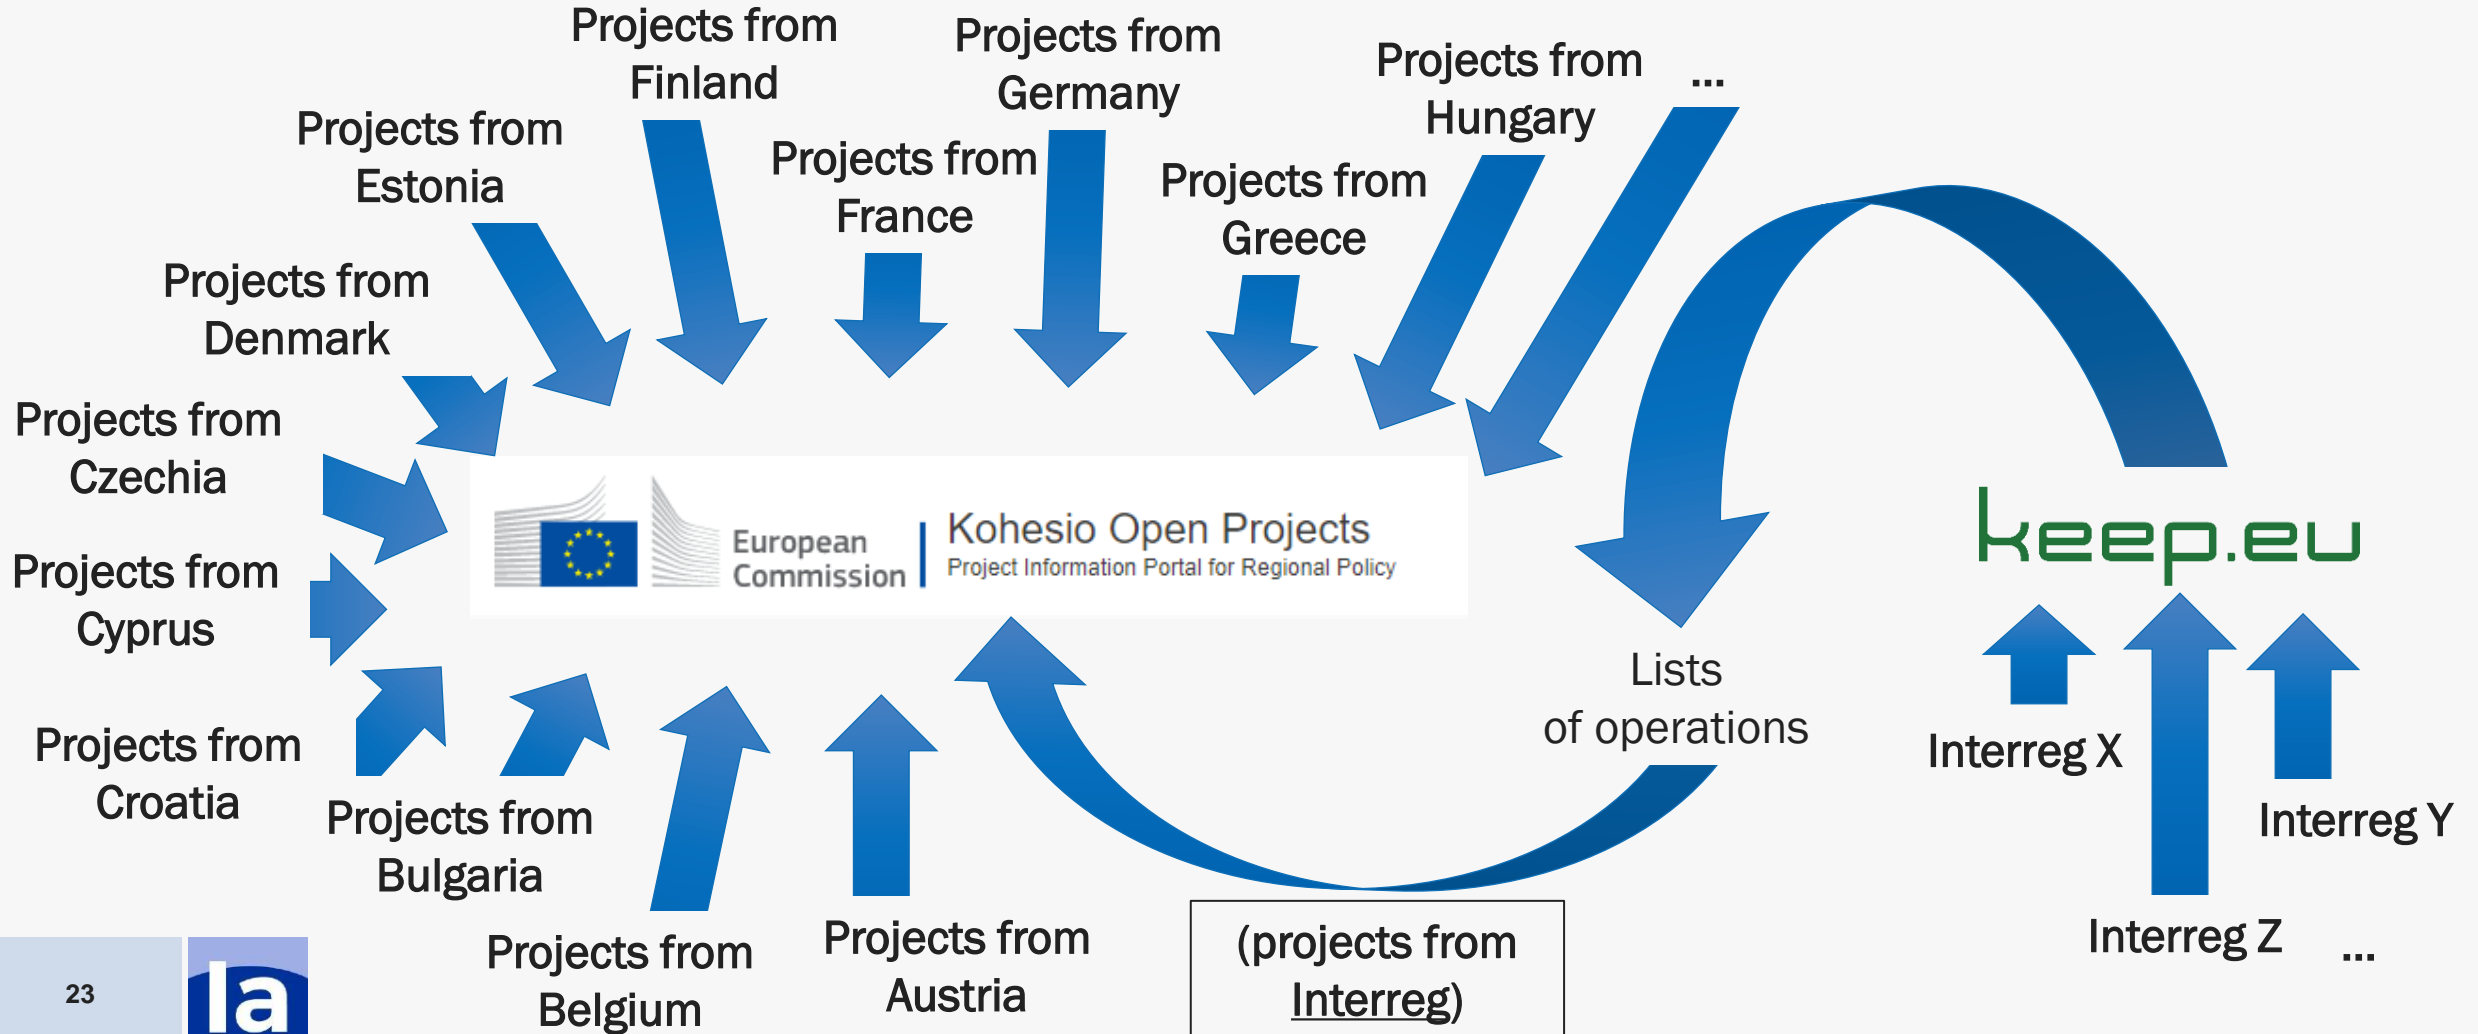 Projects from
Finland
Projects from
Germany
Projects from
Hungary
...
Projects from
Estonia
Projects from
France
Projects from
Greece
Projects from
Denmark
Projects from
Czechia
European
Commission
Kohesio Open Projects
Project Information Portal for Regional Policy
keep.eu
Projects from
Cyprus
Lists
of operations
Projects from
Croatia
Interreg X
Projects from
Bulgaria
Interreg Y
Projects from
Belgium
Projects from
Austria
(projects from
Interreg)
Interreg Z
...
23
la